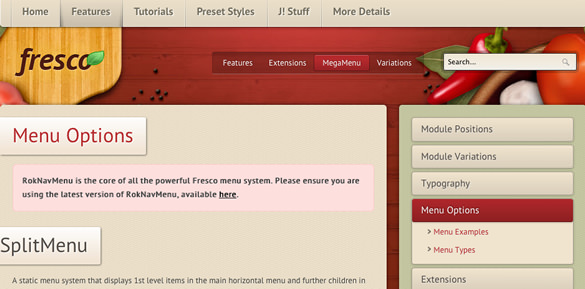 Home Features Tutorials Preset Styles J! Stuff More Details
fresco
Features Extensions MegaMenu Variations
Search...
Menu Options
RokNavMenu is the core of all the powerful Fresco menu system. Please ensure you are
using the latest version of RokNavMenu, available here.
SplitMenu
A static menu system that displays 1st level items in the main horizontal menu and further children in
Module Positions
Module Variations
Typography
Menu Options
> Menu Examples
> Menu Types
Extensions